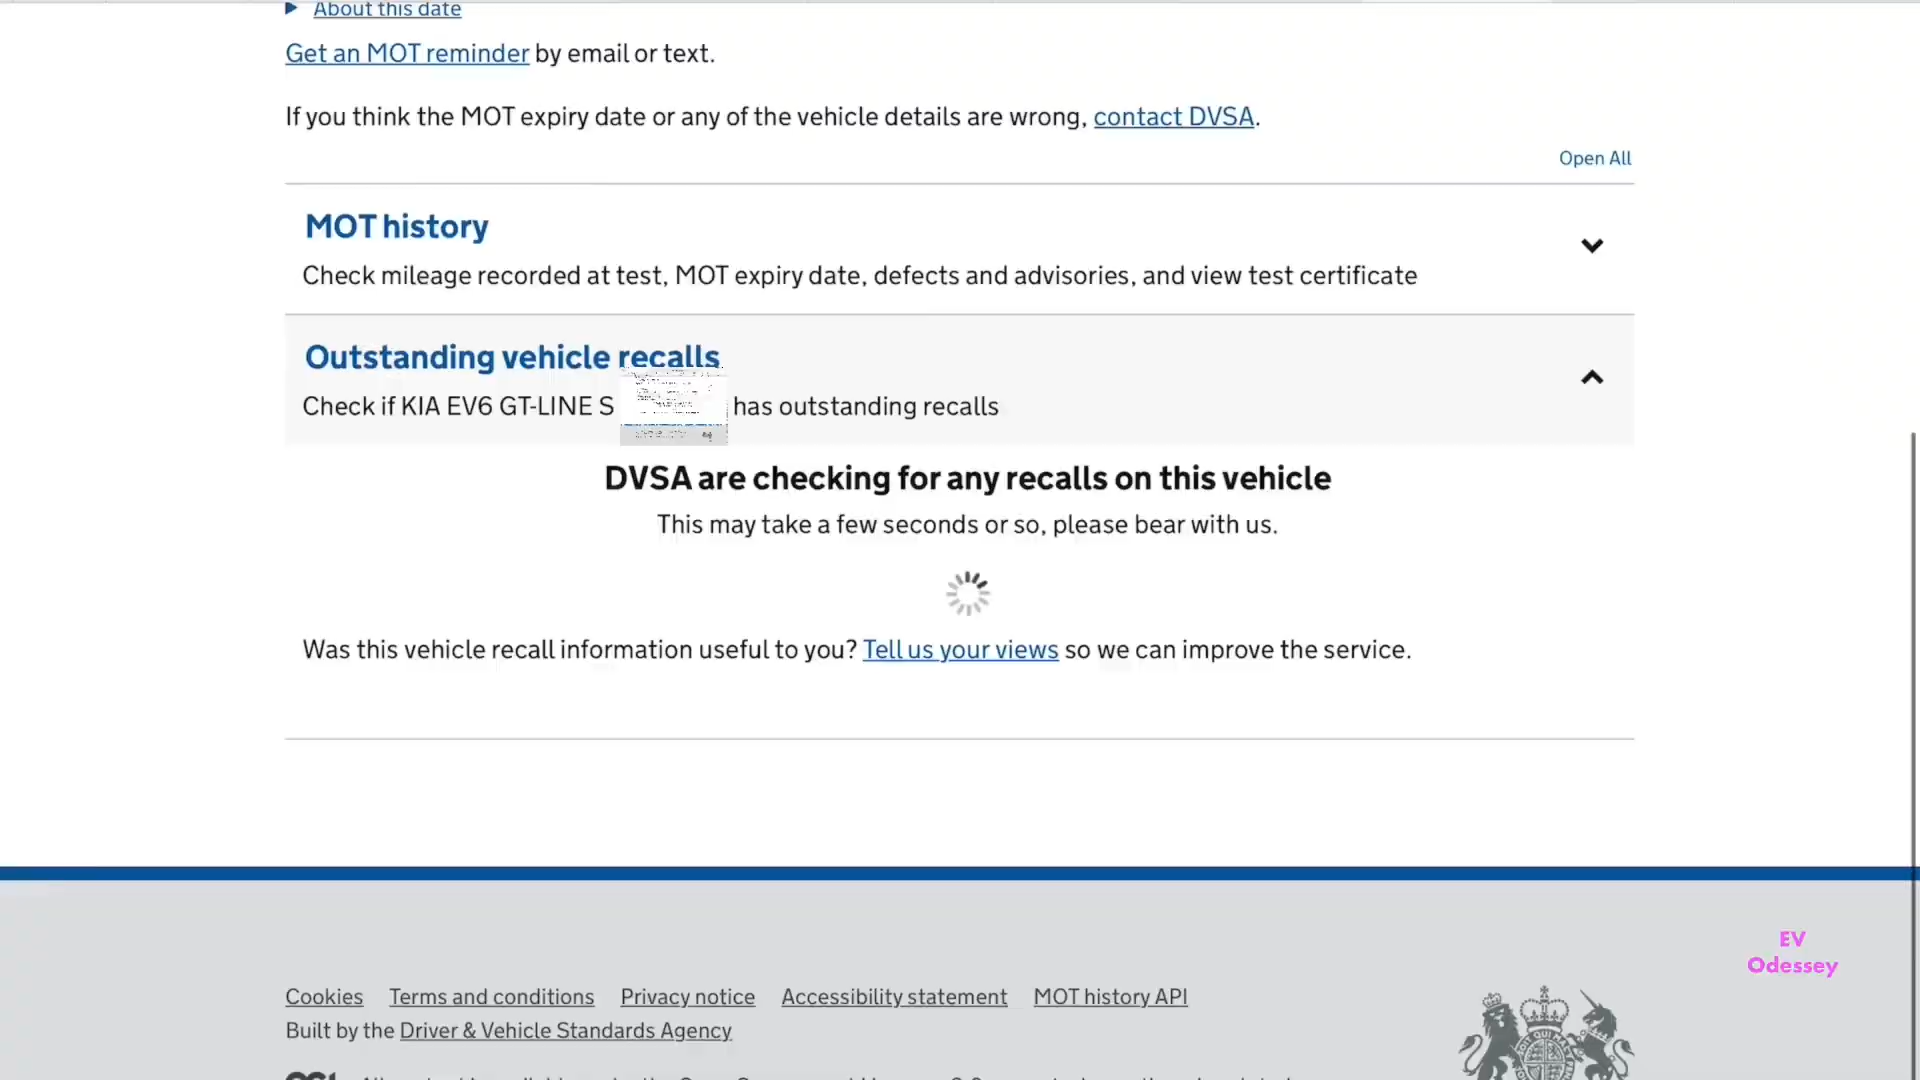 About this date
Get an MOT reminder by email or text.
If you think the MOT expiry date or any of the vehicle details are wrong, contact DVSA.
Open All
MOT history
Check mileage recorded at test, MOT expiry date, defects and advisories, and view test certificate
Outstanding vehicle recalls
Check if KIA EV6 GT-LINE S has outstanding recalls
DVSA are checking for any recalls on this vehicle
This may take a few seconds or so, please bear with us.
Was this vehicle recall information useful to you? Tell us your views so we can improve the service.
EV
Odessey
Cookies Terms and conditions Privacy notice Accessibility statement MOT history API
Built by the Driver & Vehicle Standards Agency